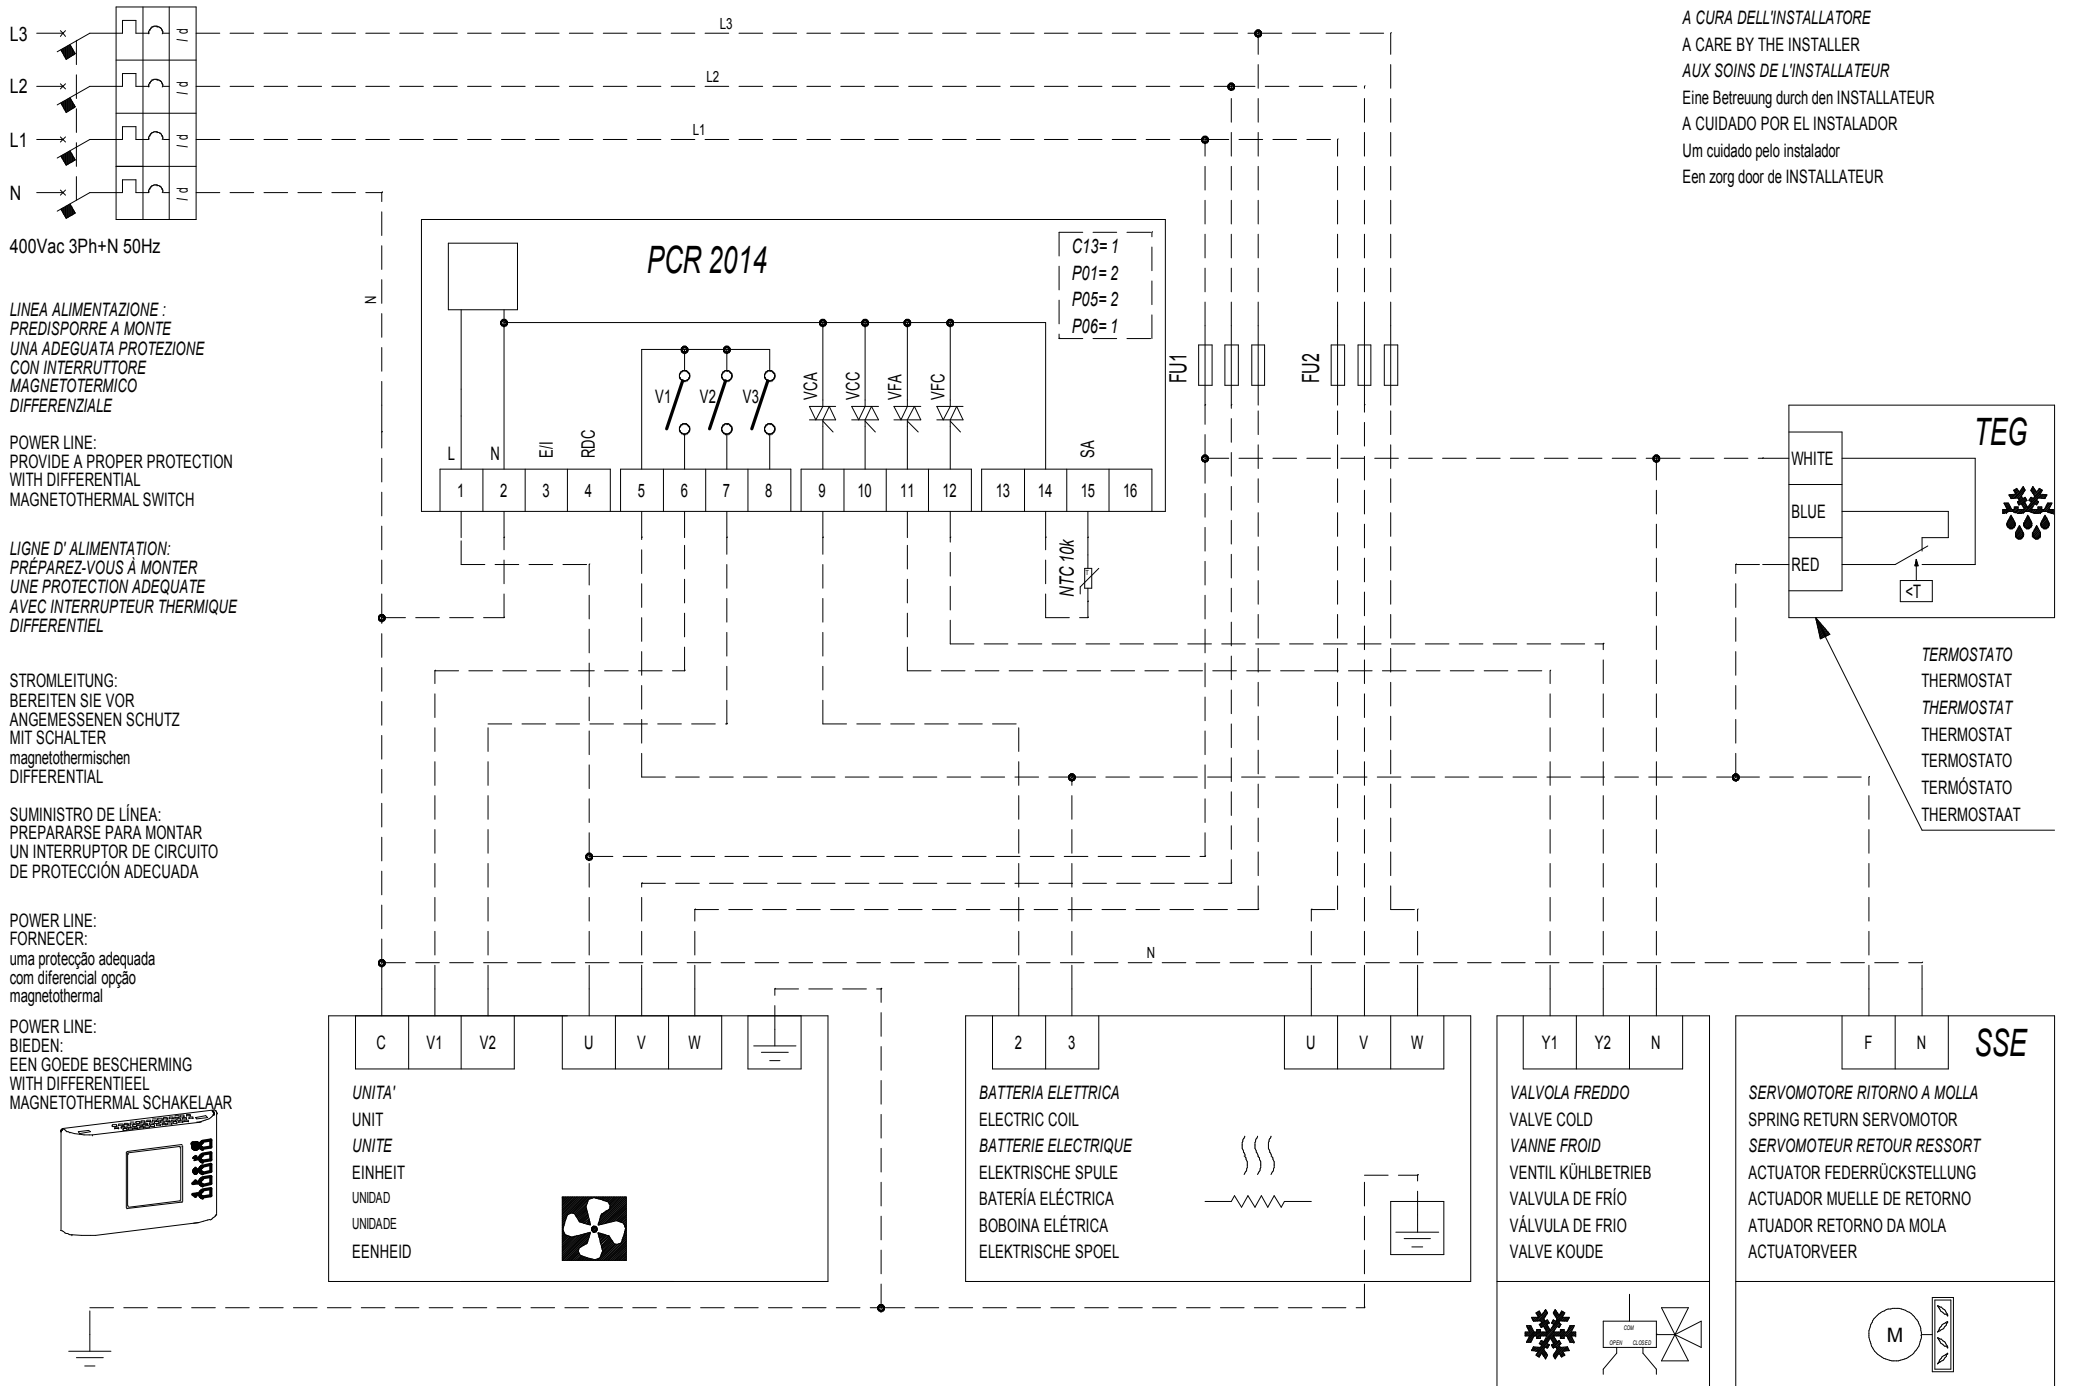 L3
L2
L1
N
I d
I d
I d
I d
400Vac 3Ph+N 50Hz
L3
L2
L1
N
A CURA DELL'INSTALLATORE
A CARE BY THE INSTALLER
AUX SOINS DE L'INSTALLATEUR
Eine Betreuung durch den INSTALLATEUR
A CUIDADO POR EL INSTALADOR
Um cuidado pelo instalador
Een zorg door de INSTALLATEUR
LINEA ALIMENTAZIONE :
PREDISPORRE A MONTE
UNA ADEGUATA PROTEZIONE
CON INTERRUTTORE
MAGNETOTERMICO
DIFFERENZIALE
POWER LINE:
PROVIDE A PROPER PROTECTION
WITH DIFFERENTIAL
MAGNETOTHERMAL SWITCH
LIGNE D' ALIMENTATION:
PRÉPAREZ-VOUS À MONTER
UNE PROTECTION ADEQUATE
AVEC INTERRUPTEUR THERMIQUE
DIFFERENTIEL
STROMLEITUNG:
BEREITEN SIE VOR
ANGEMESSENEN SCHUTZ
MIT SCHALTER
magnetothermischen
DIFFERENTIAL
SUMINISTRO DE LÍNEA:
PREPARARSE PARA MONTAR
UN INTERRUPTOR DE CIRCUITO
DE PROTECCIÓN ADECUADA
POWER LINE:
FORNECER:
uma protecção adequada
com diferencial opção
magnetothermal
POWER LINE:
BIEDEN:
EEN GOEDE BESCHERMING
WITH DIFFERENTIEEL
MAGNETOTHERMAL SCHAKELAAR
PCR 2014
C13= 1
P01= 2
P05= 2
P06= 1
V1 V2 V3
VCA VCC VFA VFC
L N E/I RDC SA
1 2 3 4 5 6 7 8 9 10 11 12 13 14 15 16
NTC 10k
FU1
FU2
TEG
WHITE
BLUE
RED
<T
TERMOSTATO
THERMOSTAT
THERMOSTAT
THERMOSTAT
TERMOSTATO
TERMÓSTATO
THERMOSTAAT
N
C V1 V2 U V W
UNITA'
UNIT
UNITE
EINHEIT
UNIDAD
UNIDADE
EENHEID
2 3 U V W
BATTERIA ELETTRICA
ELECTRIC COIL
BATTERIE ELECTRIQUE
ELEKTRISCHE SPULE
BATERÍA ELÉCTRICA
BOBOINA ELÉTRICA
ELEKTRISCHE SPOEL
Y1 Y2 N
VALVOLA FREDDO
VALVE COLD
VANNE FROID
VENTIL KÜHLBETRIEB
VALVULA DE FRÍO
VÁLVULA DE FRIO
VALVE KOUDE
COM
OPEN CLOSED
F N SSE
SERVOMOTORE RITORNO A MOLLA
SPRING RETURN SERVOMOTOR
SERVOMOTEUR RETOUR RESSORT
ACTUATOR FEDERRÜCKSTELLUNG
ACTUADOR MUELLE DE RETORNO
ATUADOR RETORNO DA MOLA
ACTUATORVEER
M